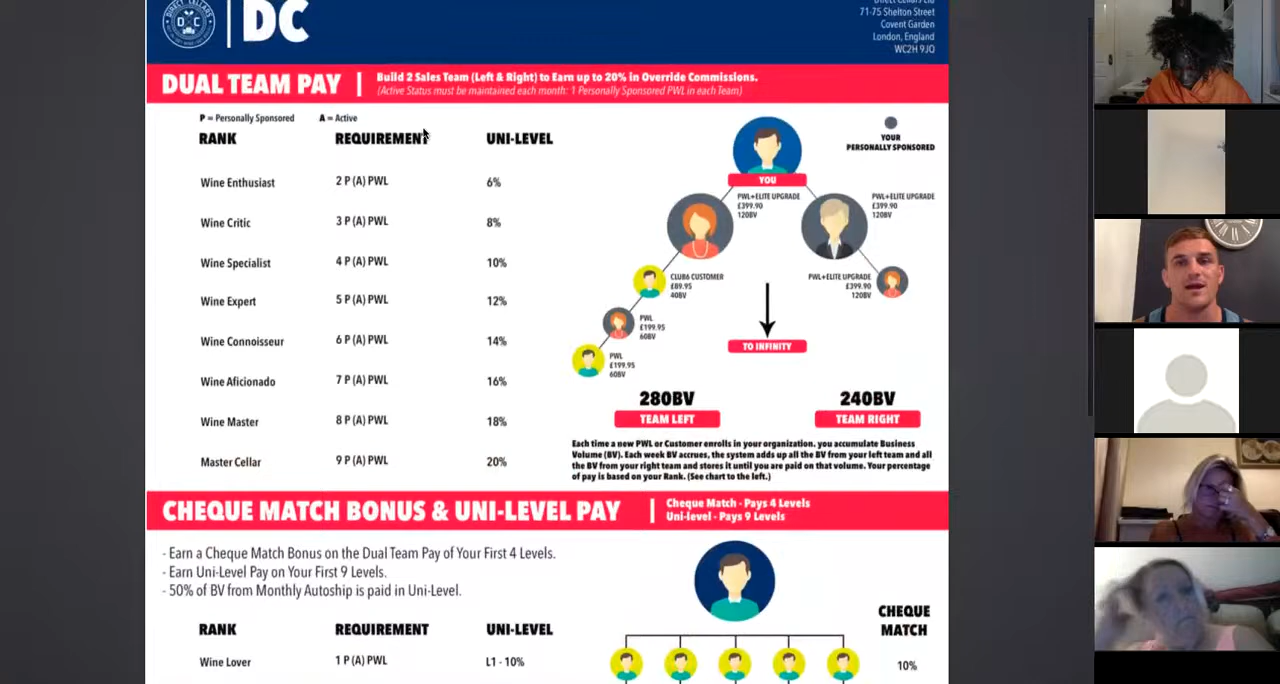 DIRECT CELLARS
DC
DC
Direct Cellars Ltd
71-75 Shelton Street
Covent Garden
London, England
WC2H 9JQ
DUAL TEAM PAY
Build 2 Sales Team (Left & Right) to Earn up to 20% in Override Commissions.
(Active Status must be maintained each month: 1 Personally Sponsored PWL in each Team)
P = Personally Sponsored A = Active
RANK REQUIREMENT UNI-LEVEL
Wine Enthusiast 2 P (A) PWL 6%
Wine Critic 3 P (A) PWL 8%
Wine Specialist 4 P (A) PWL 10%
Wine Expert 5 P (A) PWL 12%
Wine Connoisseur 6 P (A) PWL 14%
Wine Aficionado 7 P (A) PWL 16%
Wine Master 8 P (A) PWL 18%
Master Cellar 9 P (A) PWL 20%
YOUR
PERSONALLY SPONSORED
YOU
PWL+ELITE UPGRADE
£399.90
120BV
PWL+ELITE UPGRADE
£399.90
120BV
CLUB6 CUSTOMER
£89.95
40BV
PWL+ELITE UPGRADE
£399.90
120BV
PWL
£199.95
60BV
PWL
£199.95
60BV
TO INFINITY
280BV
TEAM LEFT
240BV
TEAM RIGHT
Each time a new PWL or Customer enrolls in your organization. you accumulate Business
Volume (BV). Each week BV accrues, the system adds up all the BV from your left team and all
the BV from your right team and stores it until you are paid on that volume. Your percentage
of pay is based on your Rank. (See chart to the left.)
CHEQUE MATCH BONUS & UNI-LEVEL PAY
Cheque Match - Pays 4 Levels
Uni-level - Pays 9 Levels
- Earn a Cheque Match Bonus on the Dual Team Pay of Your First 4 Levels.
- Earn Uni-Level Pay on Your First 9 Levels.
- 50% of BV from Monthly Autoship is paid in Uni-Level.
RANK REQUIREMENT UNI-LEVEL
Wine Lover 1 P (A) PWL L1 - 10%
CHEQUE
MATCH
10%